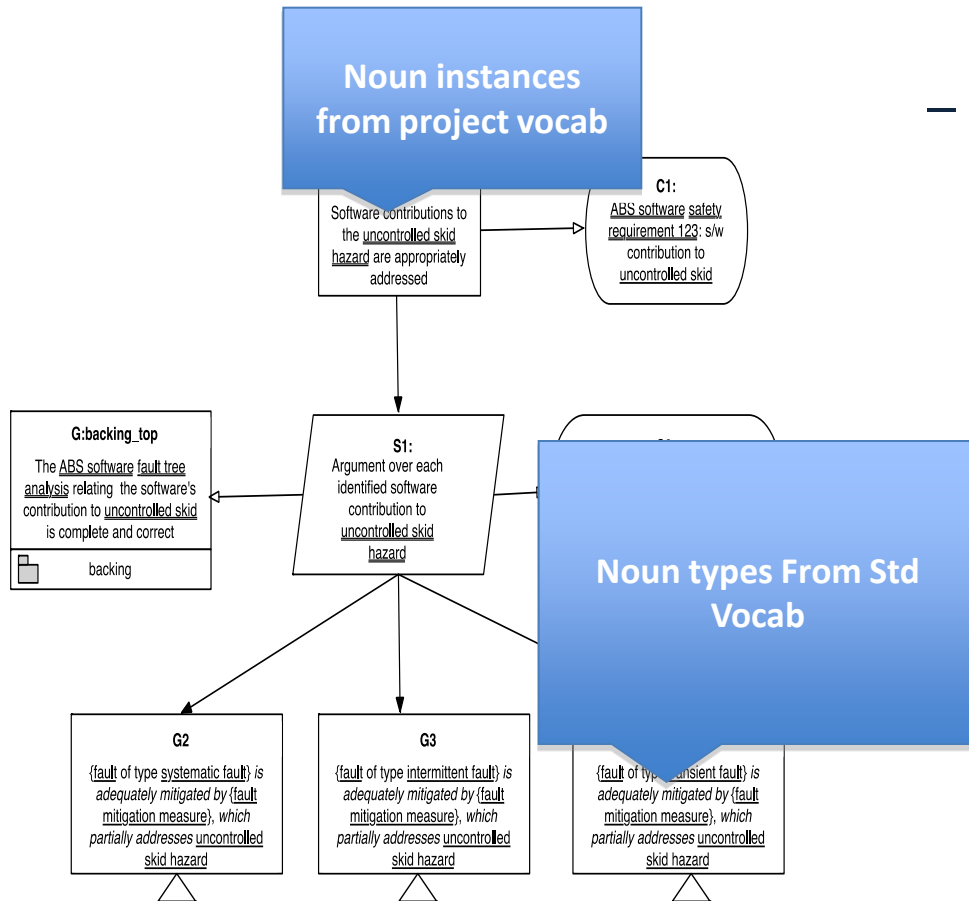 Noun instances
from project vocab
Software contributions to
the uncontrolled skid
hazard are appropriately
addressed
C1:
ABS software safety
requirement 123: s/w
contribution to
uncontrolled skid
G:backing_top
The ABS software fault tree
analysis relating the software's
contribution to uncontrolled skid
is complete and correct
backing
S1:
Argument over each
identified software
contribution to
uncontrolled skid
hazard
Noun types From Std
Vocab
G2
{fault of type systematic fault} is
adequately mitigated by {fault
mitigation measure}, which
partially addresses uncontrolled
skid hazard
G3
{fault of type intermittent fault} is
adequately mitigated by {fault
mitigation measure}, which
partially addresses uncontrolled
skid hazard
{fault of type transient fault} is
adequately mitigated by {fault
mitigation measure}, which
partially addresses uncontrolled
skid hazard